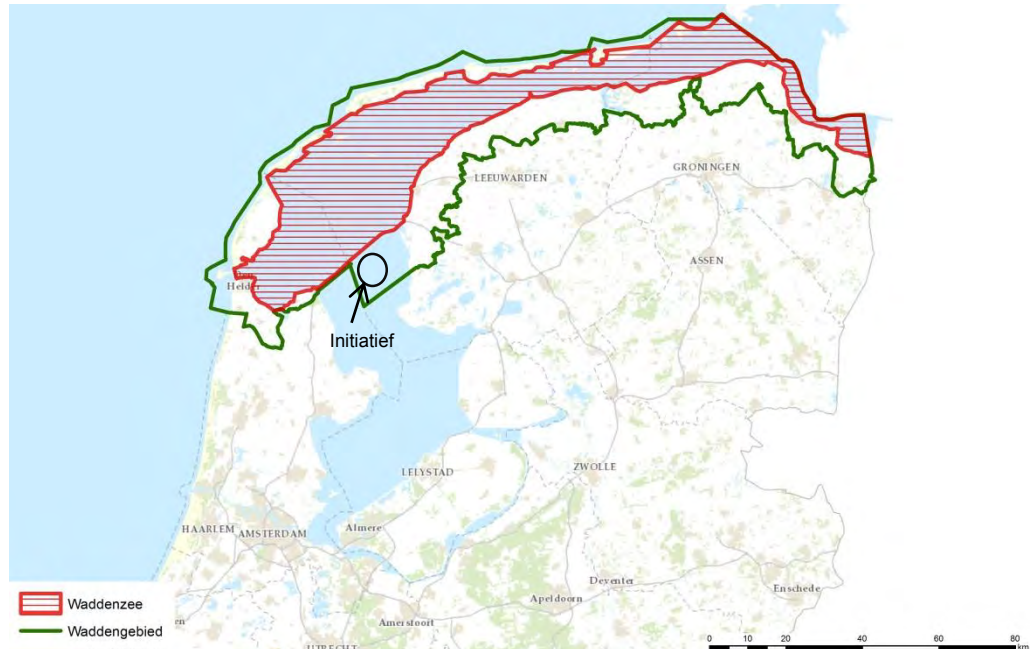 LEEUWARDEN
GRONINGEN
ASSEN
Helder
Initiatief
LELYSTAD
ZWOLLE
HAARLEM
AMSTERDAM
Almere
Deventer
Enschede
Apeldoorn
Amersfoort
UTRECHT
Waddenzee
Waddengebied
0 10 20 40 60 80
km